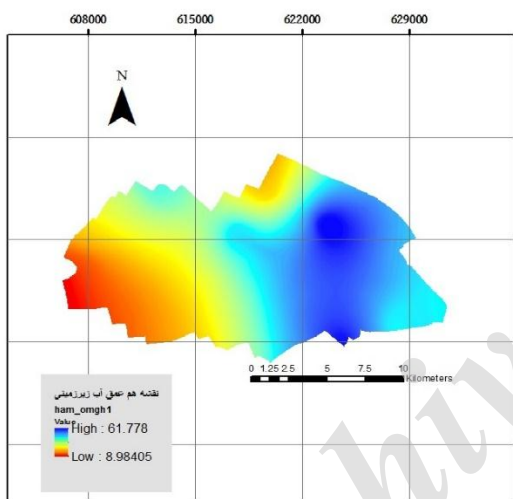 608000 615000 622000 629000
N
0 1.25 2.5 5 7.5 10
Kilometers
نقشه هم عمق آب زیرزمینی
ham_omgh1
Value
High : 61.778
Low : 8.98405
hiv